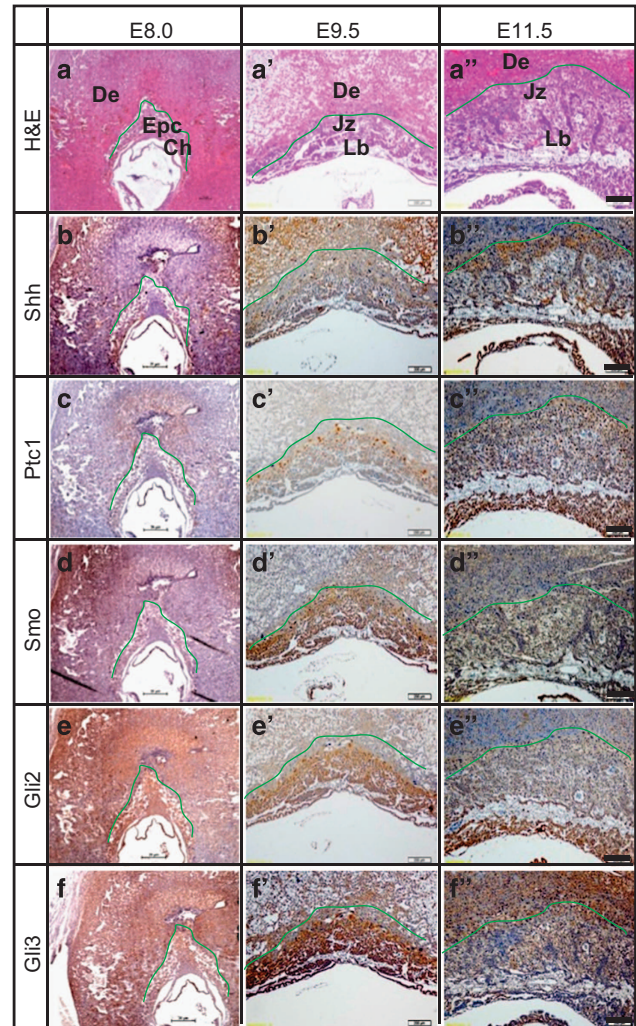 E8.0 E9.5 E11.5
H&E a De Epc Ch a’ De Jz Lb a’’ De Jz Lb
Shh b b’ b’’
Ptc1 c c’ c’’
Smo d d’ d’’
Gli2 e e’ e’’
Gli3 f f’ f’’